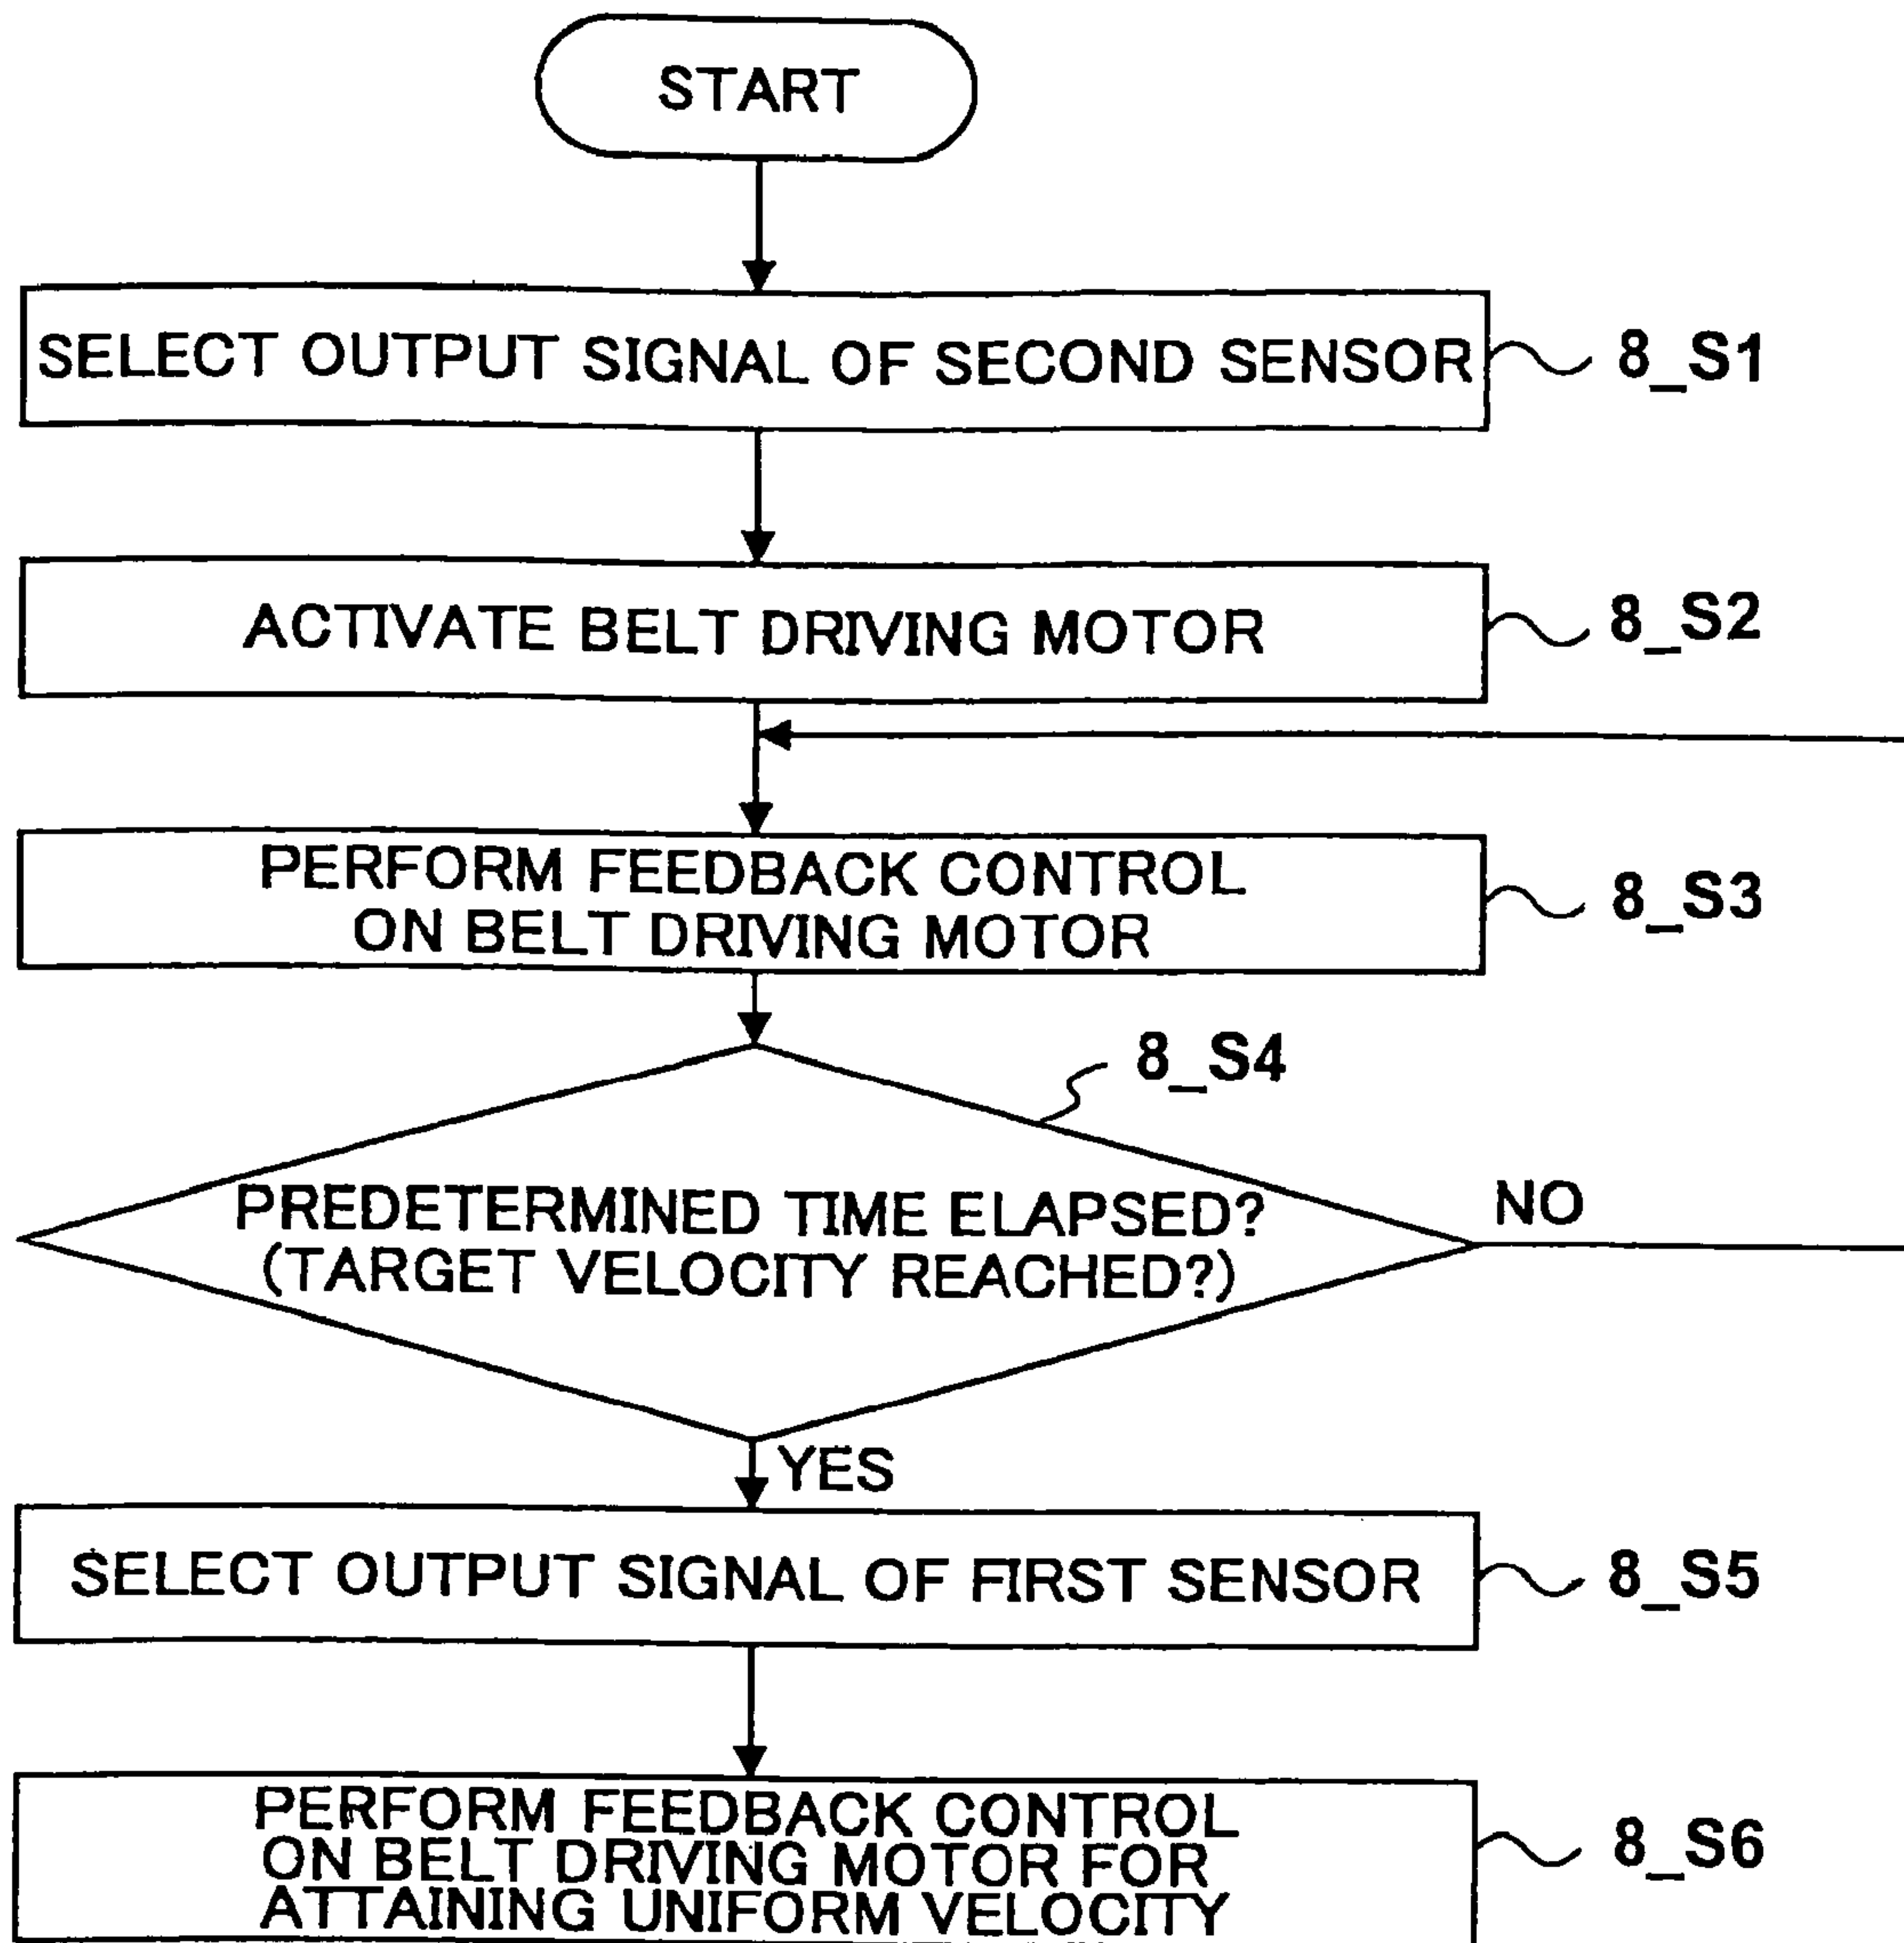 START
SELECT OUTPUT SIGNAL OF SECOND SENSOR
8_S1
ACTIVATE BELT DRIVING MOTOR
8_S2
PERFORM FEEDBACK CONTROL
ON BELT DRIVING MOTOR
8_S3
8_S4
PREDETERMINED TIME ELAPSED?
(TARGET VELOCITY REACHED?)
NO
YES
SELECT OUTPUT SIGNAL OF FIRST SENSOR
8_S5
PERFORM FEEDBACK CONTROL
ON BELT DRIVING MOTOR FOR
ATTAINING UNIFORM VELOCITY
8_S6